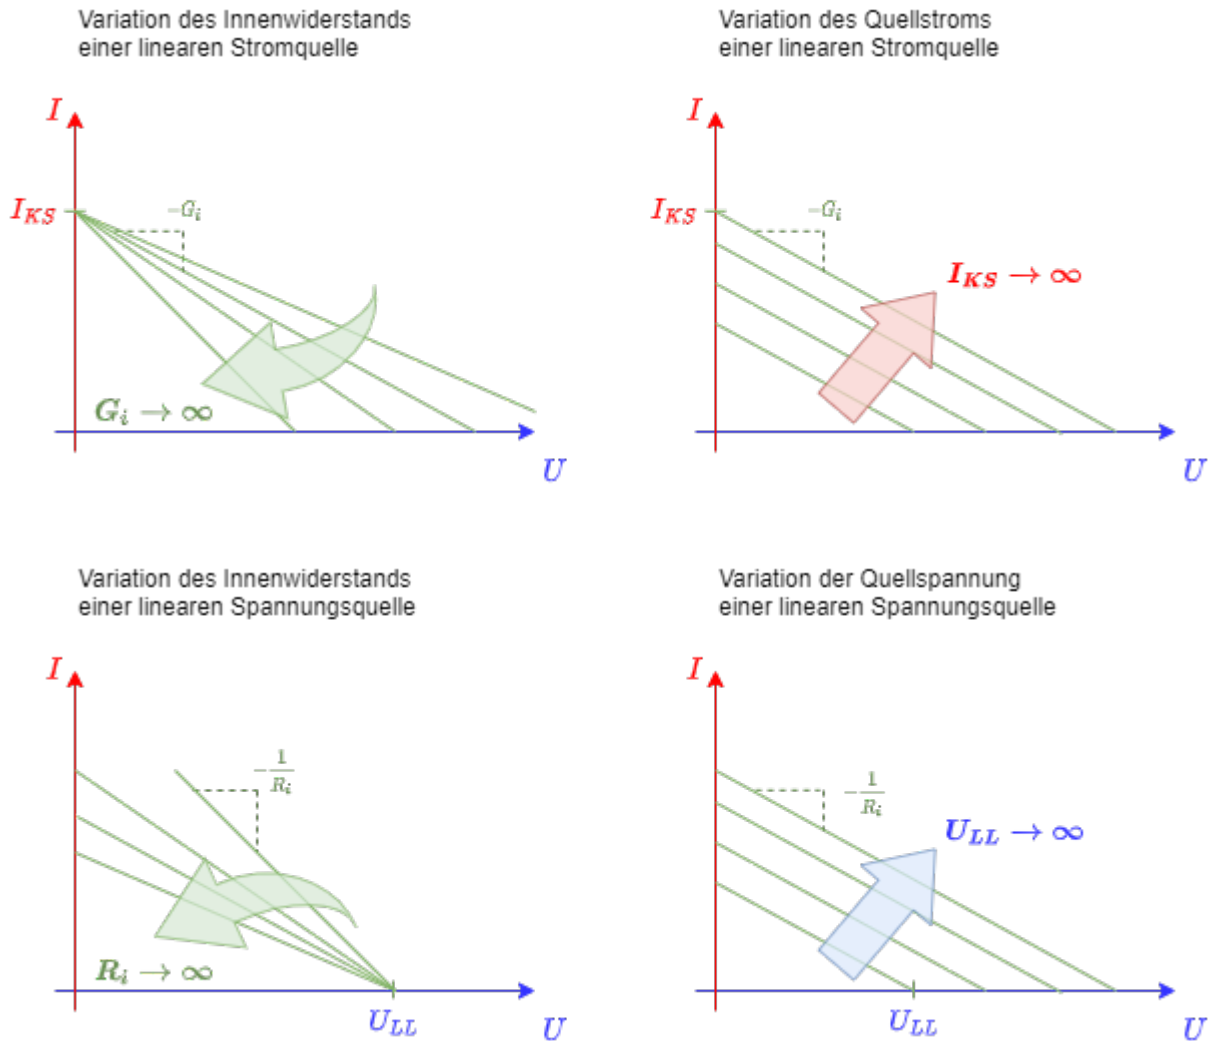 Variation des Innenwiderstands
einer linearen Stromquelle
I
I_KS
−G_i
G_i → ∞
U
Variation des Quellstroms
einer linearen Stromquelle
I
I_KS
−G_i
I_KS → ∞
U
Variation des Innenwiderstands
einer linearen Spannungsquelle
I
−1/R_i
R_i → ∞
U_LL
U
Variation der Quellspannung
einer linearen Spannungsquelle
I
−1/R_i
U_LL → ∞
U_LL
U